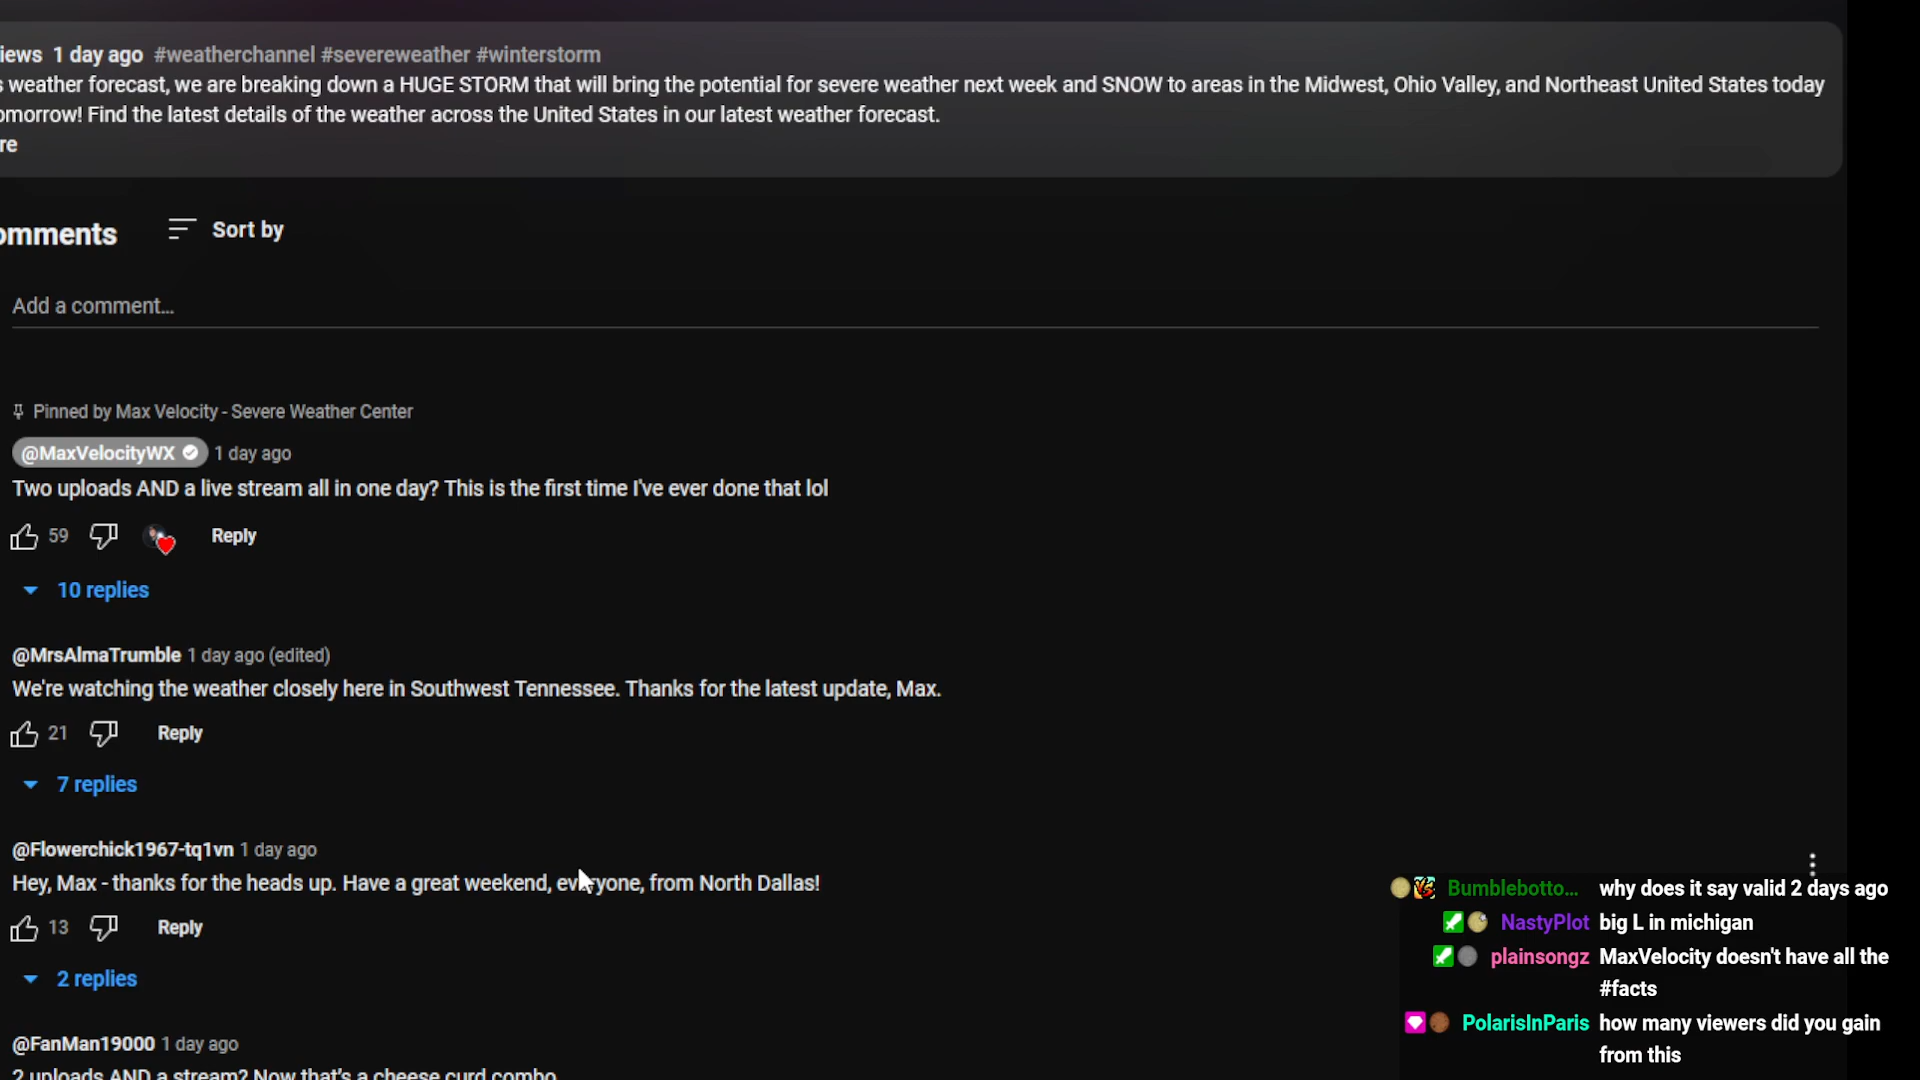 iews 1 day ago #weatherchannel #severeweather #winterstorm
s weather forecast, we are breaking down a HUGE STORM that will bring the potential for severe weather next week and SNOW to areas in the Midwest, Ohio Valley, and Northeast United States today
omorrow! Find the latest details of the weather across the United States in our latest weather forecast.
re
omments Sort by
Add a comment...
Pinned by Max Velocity - Severe Weather Center
@MaxVelocityWX 1 day ago
Two uploads AND a live stream all in one day? This is the first time I've ever done that lol
59 Reply
10 replies
@MrsAlmaTrumble 1 day ago (edited)
We're watching the weather closely here in Southwest Tennessee. Thanks for the latest update, Max.
21 Reply
7 replies
@Flowerchick1967-tq1vn 1 day ago
Hey, Max - thanks for the heads up. Have a great weekend, everyone, from North Dallas!
13 Reply
2 replies
@FanMan19000 1 day ago
2 uploads AND a stream? Now that's a cheese curd combo
Bumblebotto... why does it say valid 2 days ago
NastyPlot big L in michigan
plainsongz MaxVelocity doesn't have all the
#facts
PolarisInParis how many viewers did you gain
from this